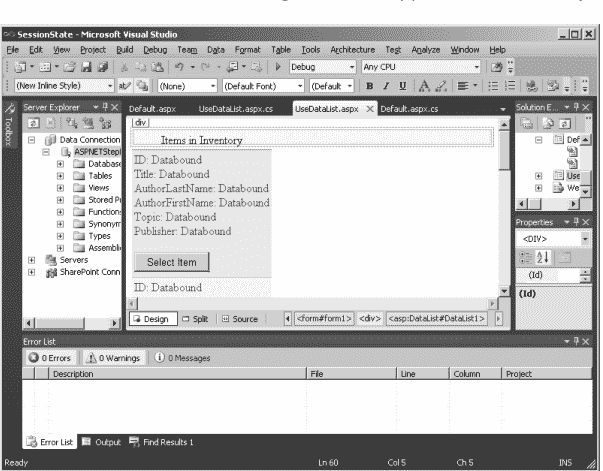 SessionState - Microsoft Visual Studio
File Edit View Project Build Debug Team Data Format Table Tools Architecture Test Analyze Window Help
Debug Any CPU
(New Inline Style) (None) (Default Font) (Default B I U A
Server Explorer
Default.aspx UseDataList.aspx.cs UseDataList.aspx Default.aspx.cs
Solution E...
Toolbox
Data Connection
ASPNETStepl
Database
Tables
Views
Stored Pr
Function
Synonym
Types
Assembli
Servers
SharePoint Conn
div
Items in Inventory
ID: Databound
Title: Databound
AuthorLastName: Databound
AuthorFirstName: Databound
Topic: Databound
Publisher: Databound
Select Item
ID: Databound
Design Split Source <form#form1> <div> <asp:DataList#DataList1>
Def
Use
We
Properties
<DIV>
(Id)
(Id)
Error List
0 Errors 0 Warnings 0 Messages
Description File Line Column Project
Error List Output Find Results 1
Ready Ln 60 Col 5 Ch 5 INS